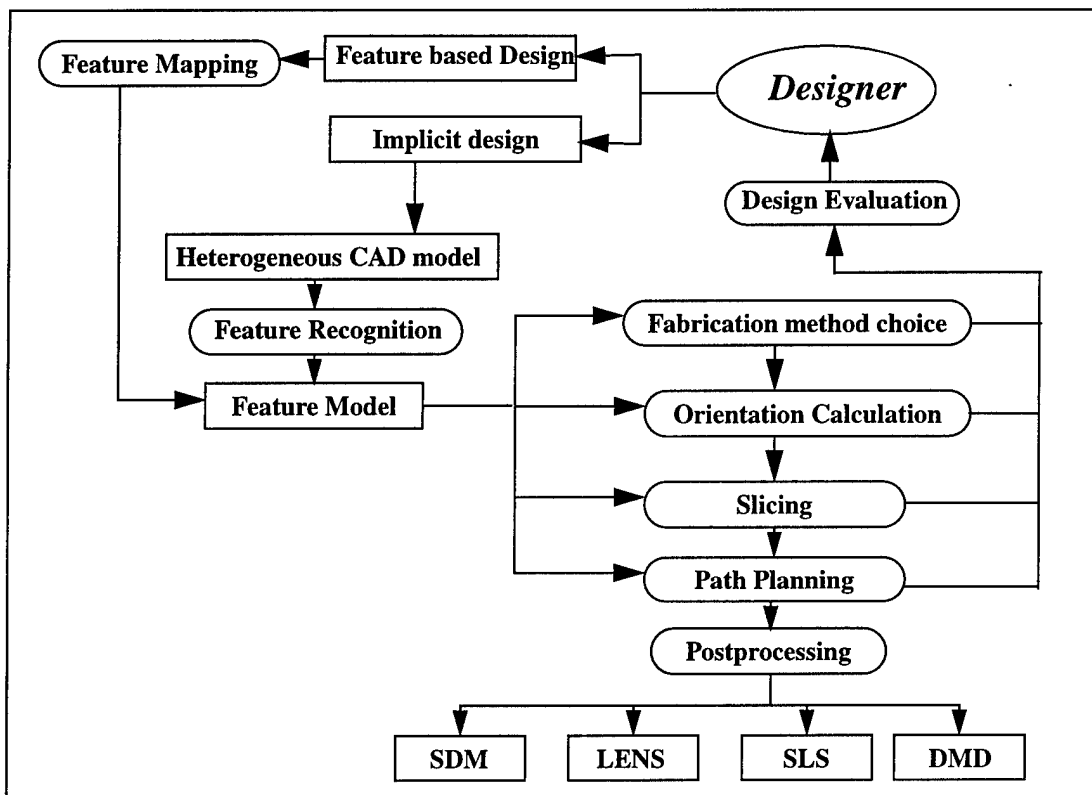 Feature Mapping
Feature based Design
Designer
Implicit design
Design Evaluation
Heterogeneous CAD model
Feature Recognition
Fabrication method choice
Feature Model
Orientation Calculation
Slicing
Path Planning
Postprocessing
SDM
LENS
SLS
DMD